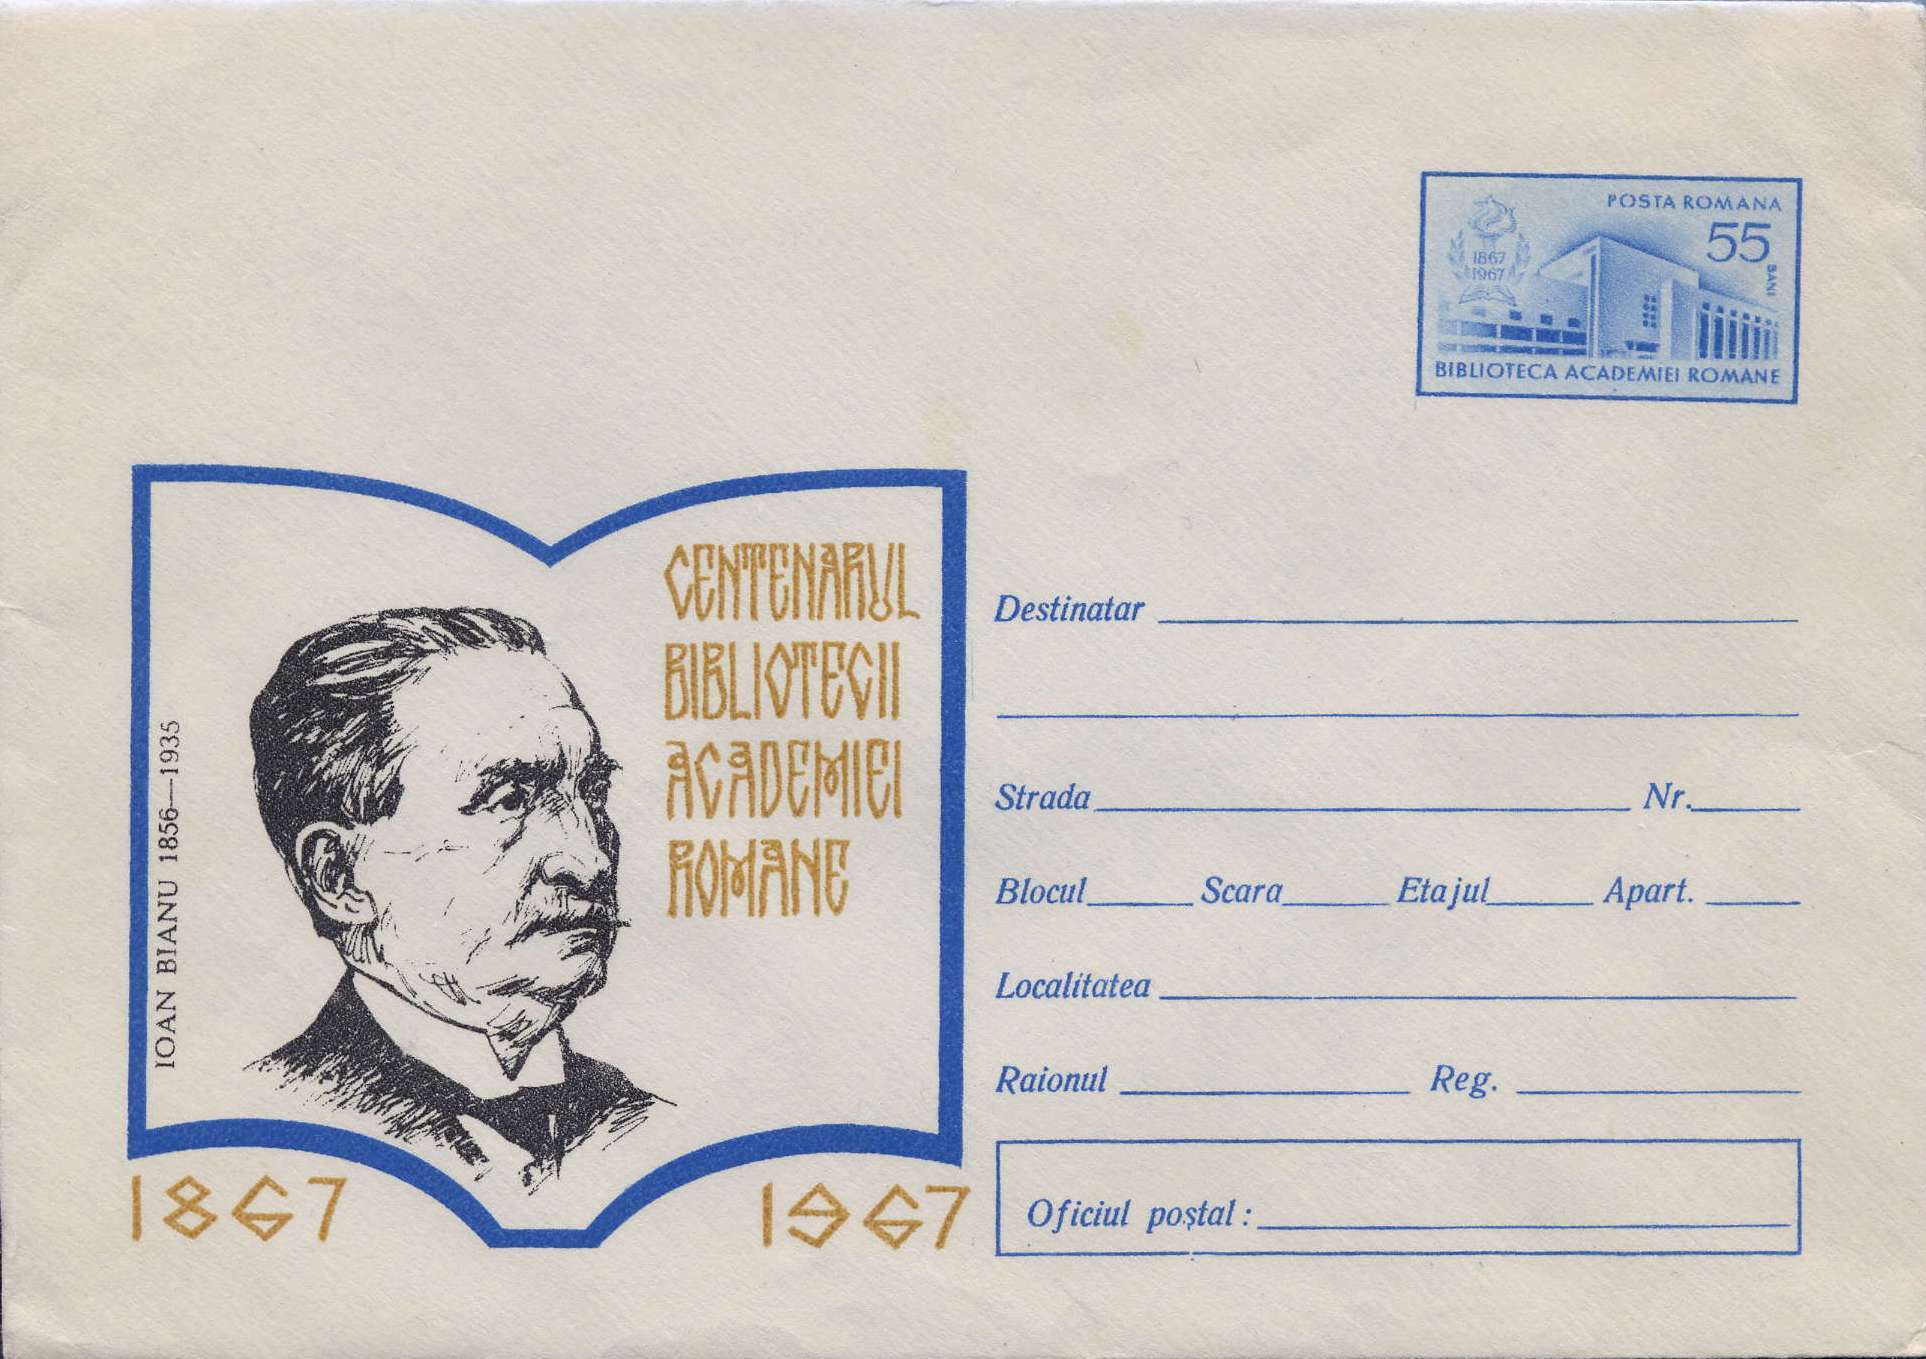 POSTA ROMANA
55
BANI
1867
1967
BIBLIOTECA ACADEMIEI ROMANE
CENTENARUL
BIBLIOTECII
ACADEMIEI
ROMANE
IOAN BIANU 1856—1935
1867 1967
Destinatar
Strada Nr.
Blocul Scara Etajul Apart.
Localitatea
Raionul Reg.
Oficiul poștal: